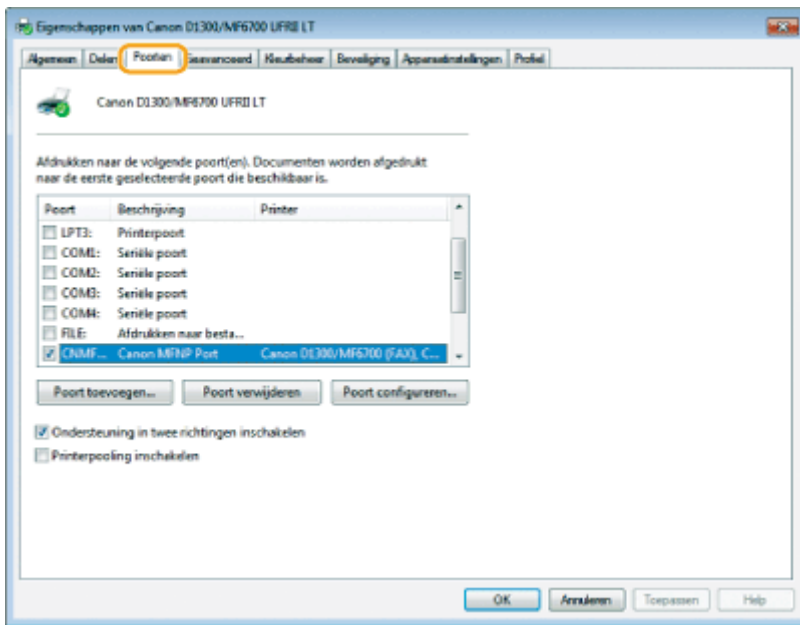 Eigenschappen van Canon D1300/MF6700 UFRII LT
Algemeen Delen Poorten Geavanceerd Kleurbeheer Beveiliging Apparaatinstellingen Profiel
Canon D1300/MF6700 UFRII LT
Afdrukken naar de volgende poort(en). Documenten worden afgedrukt
naar de eerste geselecteerde poort die beschikbaar is.
Poort Beschrijving Printer
LPT3: Printerpoort
COM1: Seriële poort
COM2: Seriële poort
COM3: Seriële poort
COM4: Seriële poort
FILE: Afdrukken naar besta...
CNMF... Canon MFNP Port Canon D1300/MF6700 (FAX), C...
Poort toevoegen... Poort verwijderen Poort configureren...
Ondersteuning in twee richtingen inschakelen
Printerpooling inschakelen
OK Annuleren Toepassen Help